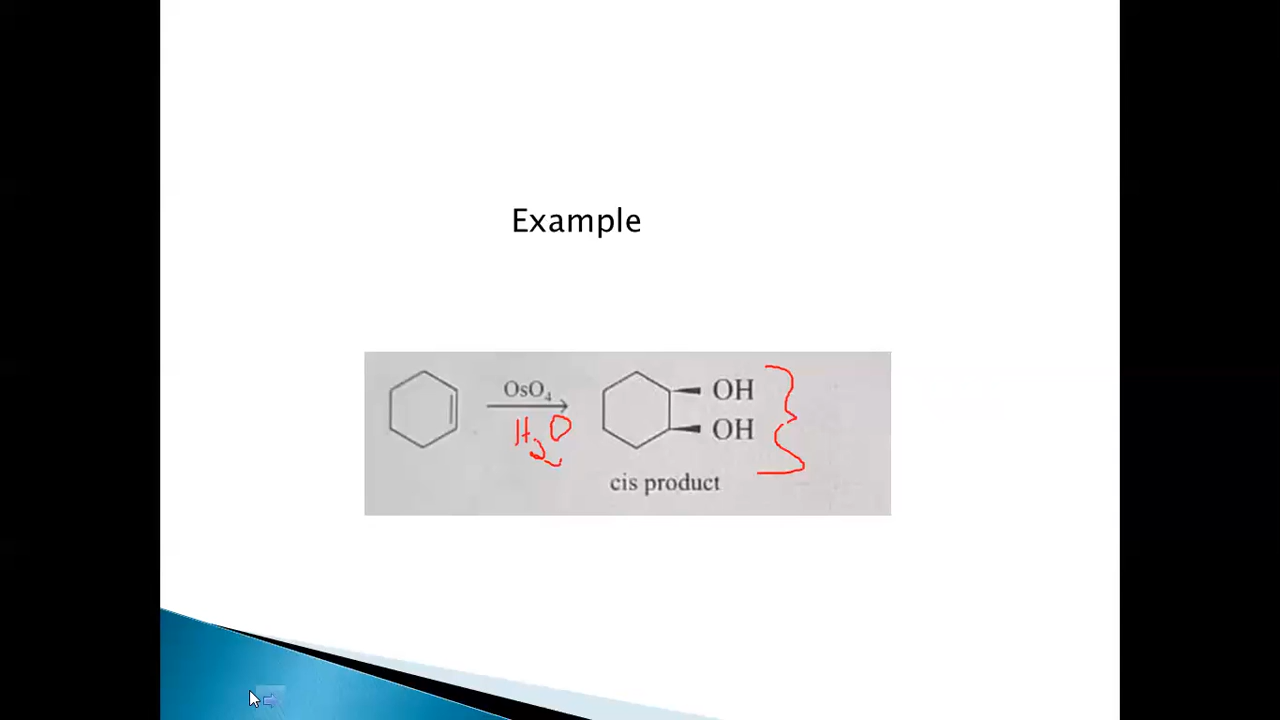 Example
OsO₄
H₂O
OH
OH
cis product